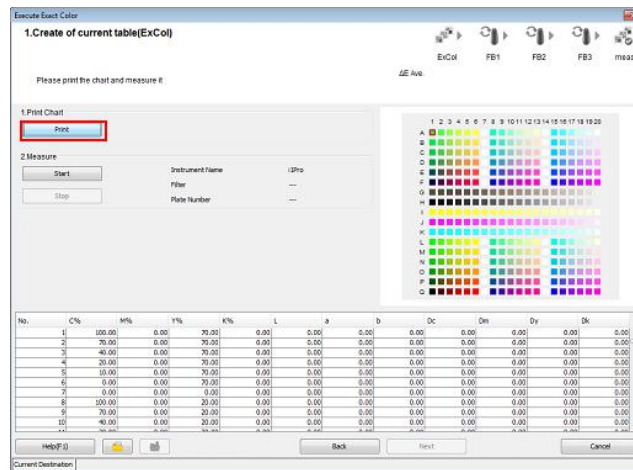 Execute Exact Color
1.Create of current table(ExCol)
ExCol FB1 FB2 FB3 meas
ΔE Ave.
Please print the chart and measure it
1.Print Chart
Print
2.Measure
Start
Stop
Instrument Name i1Pro
Filter ---
Plate Number ---
1 2 3 4 5 6 7 8 9 10 11 12 13 14 15 16 17 18 19 20
A
B
C
D
E
F
G
H
I
J
K
L
M
N
O
P
Q
No. C% M% Y% K% L a b Dc Dm Dy Dk
1 100.00 0.00 70.00 0.00 0.00 0.00 0.00 0.00 0.00 0.00 0.00
2 70.00 0.00 70.00 0.00 0.00 0.00 0.00 0.00 0.00 0.00 0.00
3 40.00 0.00 70.00 0.00 0.00 0.00 0.00 0.00 0.00 0.00 0.00
4 20.00 0.00 70.00 0.00 0.00 0.00 0.00 0.00 0.00 0.00 0.00
5 10.00 0.00 70.00 0.00 0.00 0.00 0.00 0.00 0.00 0.00 0.00
6 0.00 0.00 70.00 0.00 0.00 0.00 0.00 0.00 0.00 0.00 0.00
7 0.00 0.00 0.00 0.00 0.00 0.00 0.00 0.00 0.00 0.00 0.00
8 100.00 0.00 20.00 0.00 0.00 0.00 0.00 0.00 0.00 0.00 0.00
9 70.00 0.00 20.00 0.00 0.00 0.00 0.00 0.00 0.00 0.00 0.00
10 40.00 0.00 20.00 0.00 0.00 0.00 0.00 0.00 0.00 0.00 0.00
Help(F1) Back Next Cancel
Current Destination